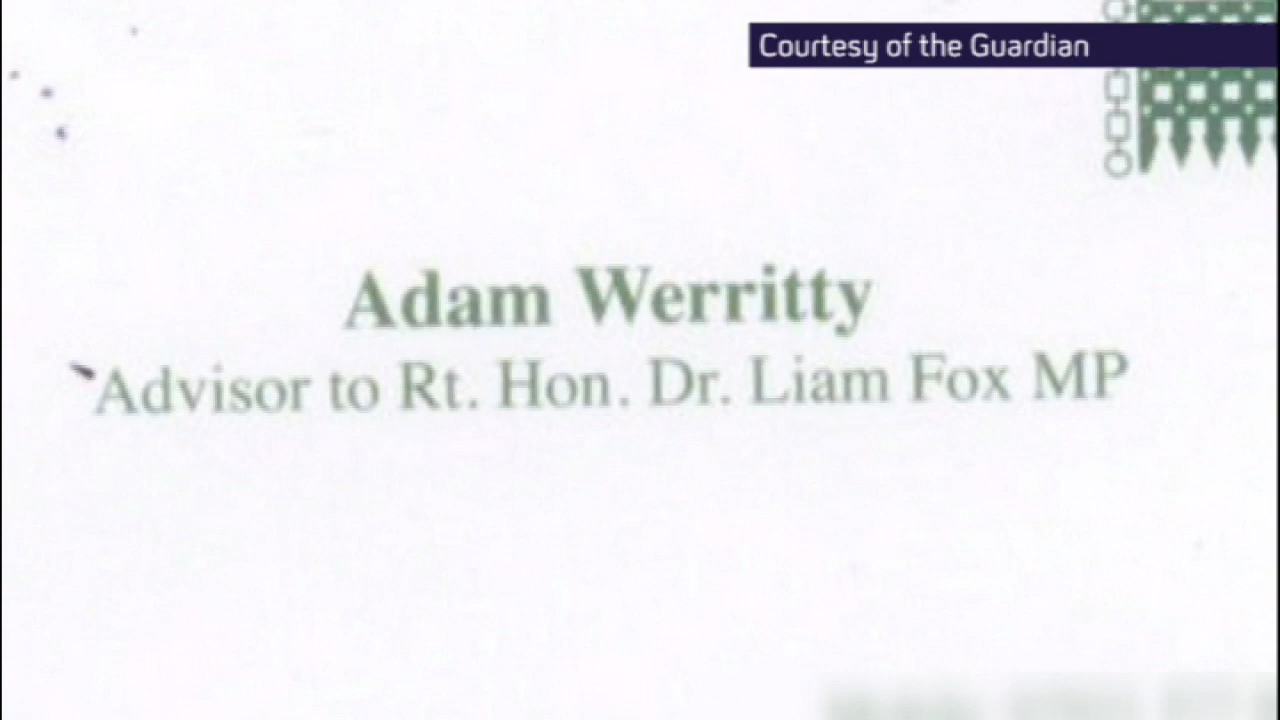 Courtesy of the Guardian
Adam Werritty
Advisor to Rt. Hon. Dr. Liam Fox MP